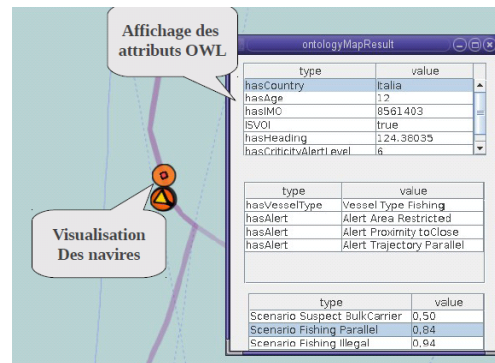 Affichage des
attributs OWL
ontologyMapResult
type value
hasCountry Italia
hasAge 12
hasIMO 8561403
ISVOI true
hasHeading 124.38035
hasCriticityAlertLevel 6
type value
hasVesselType Vessel Type Fishing
hasAlert Alert Area Restricted
hasAlert Alert Proximity toClose
hasAlert Alert Trajectory Parallel
Visualisation
Des navires
type value
Scenario Suspect BulkCarrier 0,50
Scenario Fishing Parallel 0,84
Scenario Fishing Illegal 0,94